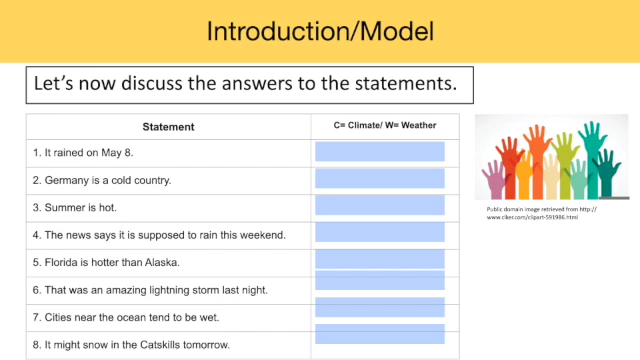 Introduction/Model
Let's now discuss the answers to the statements.
Statement
C= Climate/ W= Weather
1. It rained on May 8.
2. Germany is a cold country.
3. Summer is hot.
4. The news says it is supposed to rain this weekend.
5. Florida is hotter than Alaska.
6. That was an amazing lightning storm last night.
7. Cities near the ocean tend to be wet.
8. It might snow in the Catskills tomorrow.
Public domain image retrieved from http://
www.clker.com/clipart-591986.html